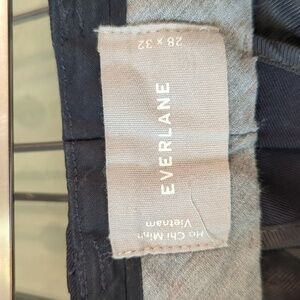 28 x 32
EVERLANE
Ho Chi Minh
Vietnam